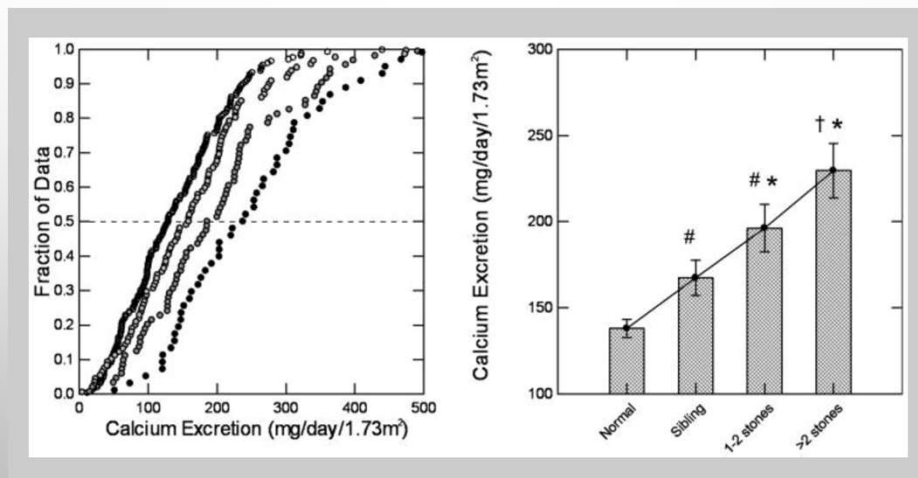 1.0
0.9
0.8
0.7
0.6
0.5
0.4
0.3
0.2
0.1
0.0
Fraction of Data
0 100 200 300 400 500
Calcium Excretion (mg/day/1.73m²)
300
250
200
150
100
Calcium Excretion (mg/day/1.73m²)
#
# *
† *
Normal
Sibling
1-2 stones
>2 stones